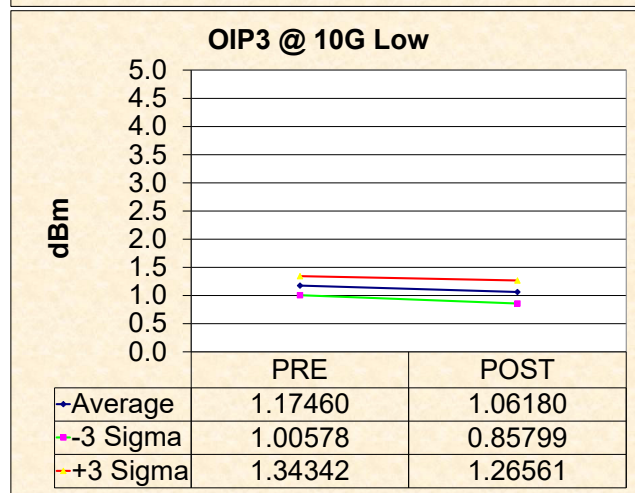 OIP3 @ 10G Low
dBm
5.0
4.5
4.0
3.5
3.0
2.5
2.0
1.5
1.0
0.5
0.0
PRE POST
Average 1.17460 1.06180
-3 Sigma 1.00578 0.85799
+3 Sigma 1.34342 1.26561